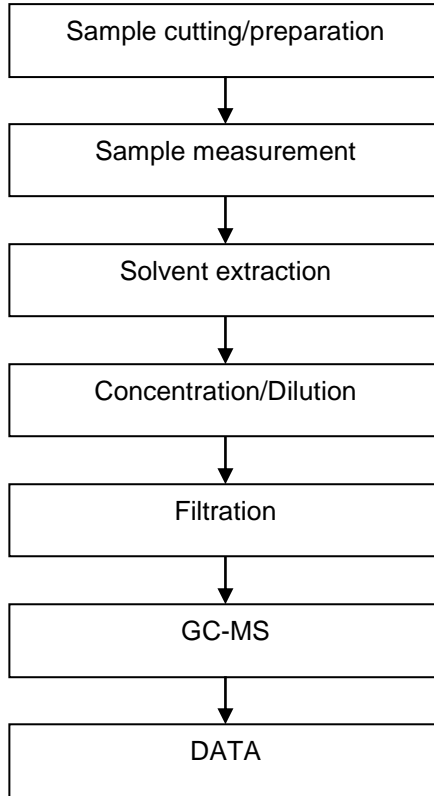 Sample cutting/preparation
Sample measurement
Solvent extraction
Concentration/Dilution
Filtration
GC-MS
DATA